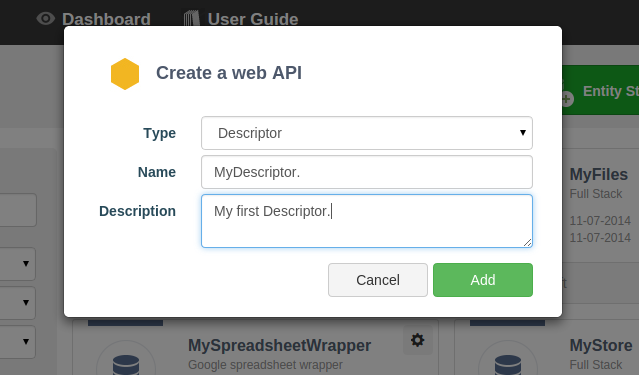 Dashboard User Guide
Create a web API
Entity St
Type Descriptor
Name MyDescriptor.
Description My first Descriptor.
MyFiles
Full Stack
11-07-2014
11-07-2014
Cancel Add
MySpreadsheetWrapper
Google spreadsheet wrapper
MyStore
Full Stack